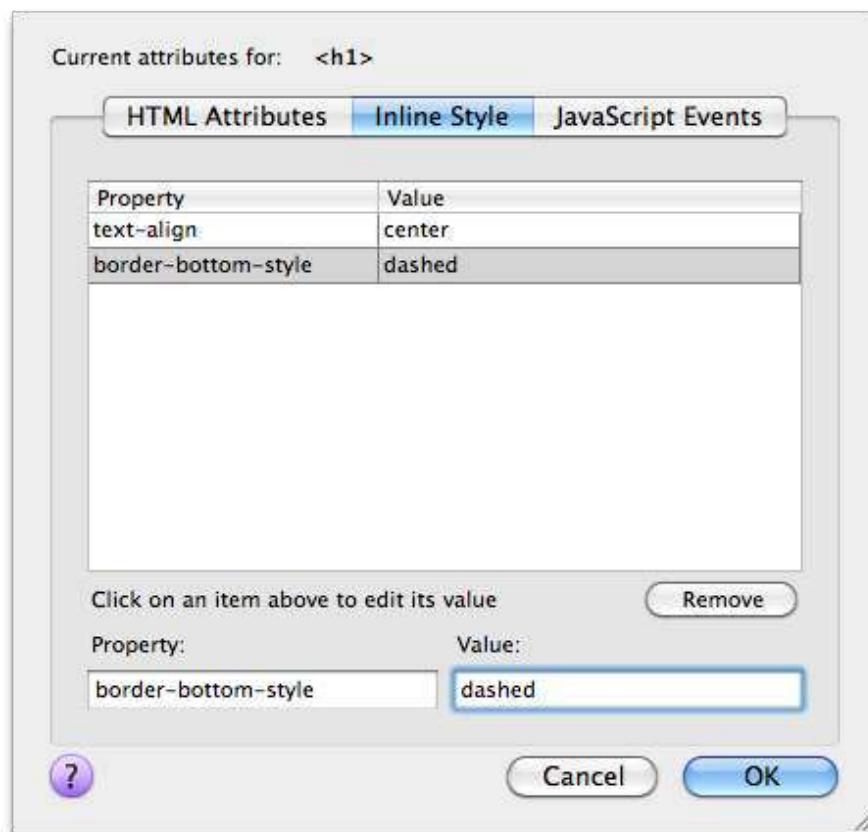 Current attributes for: <h1>
HTML Attributes Inline Style JavaScript Events
Property Value
text-align center
border-bottom-style dashed
Click on an item above to edit its value Remove
Property: Value:
border-bottom-style dashed
? Cancel OK